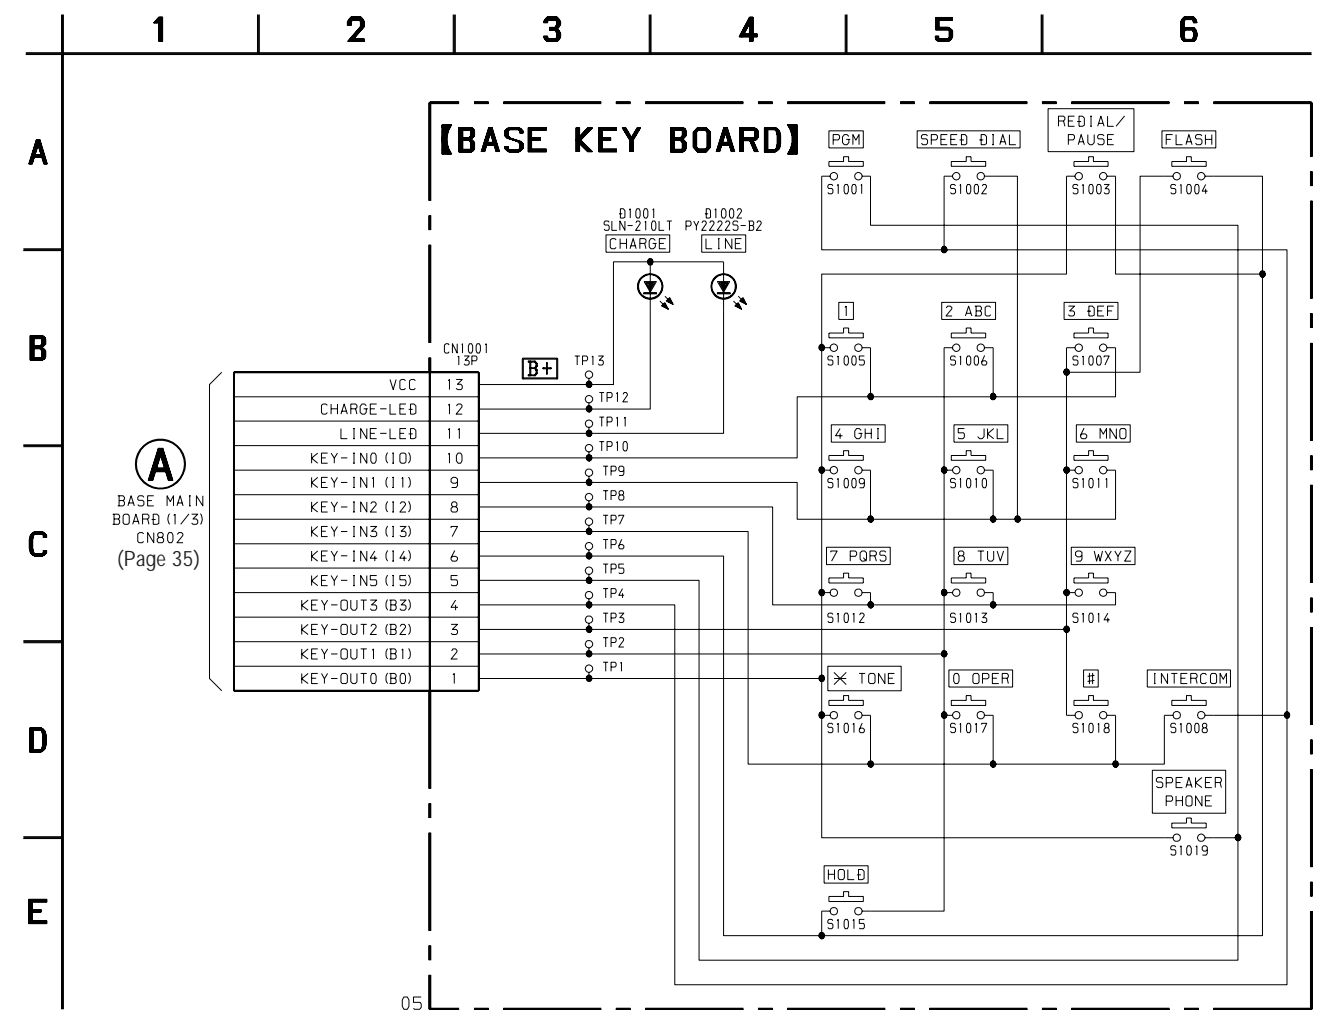 1 2 3 4 5 6
A
B
C
D
E
【BASE KEY BOARD】
PGM
S1001
SPEED DIAL
S1002
REDIAL/
PAUSE
S1003
FLASH
S1004
D1001
SLN-210LT
CHARGE
D1002
PY2222S-B2
LINE
1
S1005
2 ABC
S1006
3 DEF
S1007
CN1001
13P
B+
VCC 13 TP13
CHARGE-LED 12 TP12
LINE-LED 11 TP11
KEY-IN0 (I0) 10 TP10
KEY-IN1 (I1) 9 TP9
KEY-IN2 (I2) 8 TP8
KEY-IN3 (I3) 7 TP7
KEY-IN4 (I4) 6 TP6
KEY-IN5 (I5) 5 TP5
KEY-OUT3 (B3) 4 TP4
KEY-OUT2 (B2) 3 TP3
KEY-OUT1 (B1) 2 TP2
KEY-OUT0 (B0) 1 TP1
A
BASE MAIN
BOARD (1/3)
CN802
(Page 35)
4 GHI
S1009
5 JKL
S1010
6 MNO
S1011
7 PQRS
S1012
8 TUV
S1013
9 WXYZ
S1014
✕ TONE
S1016
0 OPER
S1017
#
S1018
INTERCOM
S1008
SPEAKER
PHONE
S1019
HOLD
S1015
05